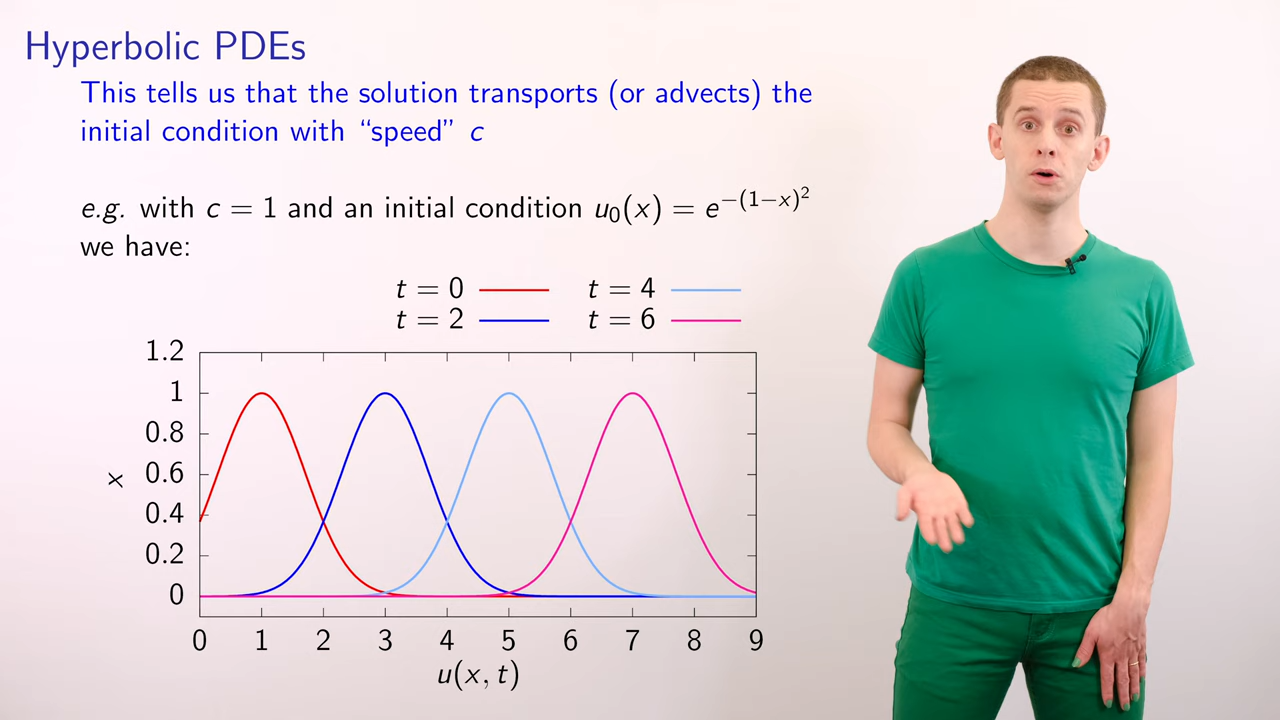 Hyperbolic PDEs
This tells us that the solution transports (or advects) the
initial condition with “speed” c
e.g. with c = 1 and an initial condition u₀(x) = e^{−(1−x)²}
we have:
t = 0 t = 4
t = 2 t = 6
1.2
1
0.8
0.6
0.4
0.2
0
x
0 1 2 3 4 5 6 7 8 9
u(x, t)